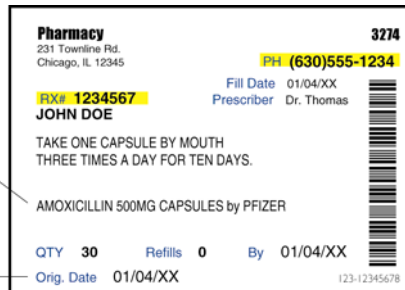 Pharmacy 3274
231 Townline Rd.
Chicago, IL 12345
PH (630)555-1234
Fill Date 01/04/XX
RX# 1234567 Prescriber Dr. Thomas
JOHN DOE
TAKE ONE CAPSULE BY MOUTH
THREE TIMES A DAY FOR TEN DAYS.
AMOXICILLIN 500MG CAPSULES by PFIZER
QTY 30 Refills 0 By 01/04/XX
Orig. Date 01/04/XX 123-12345678